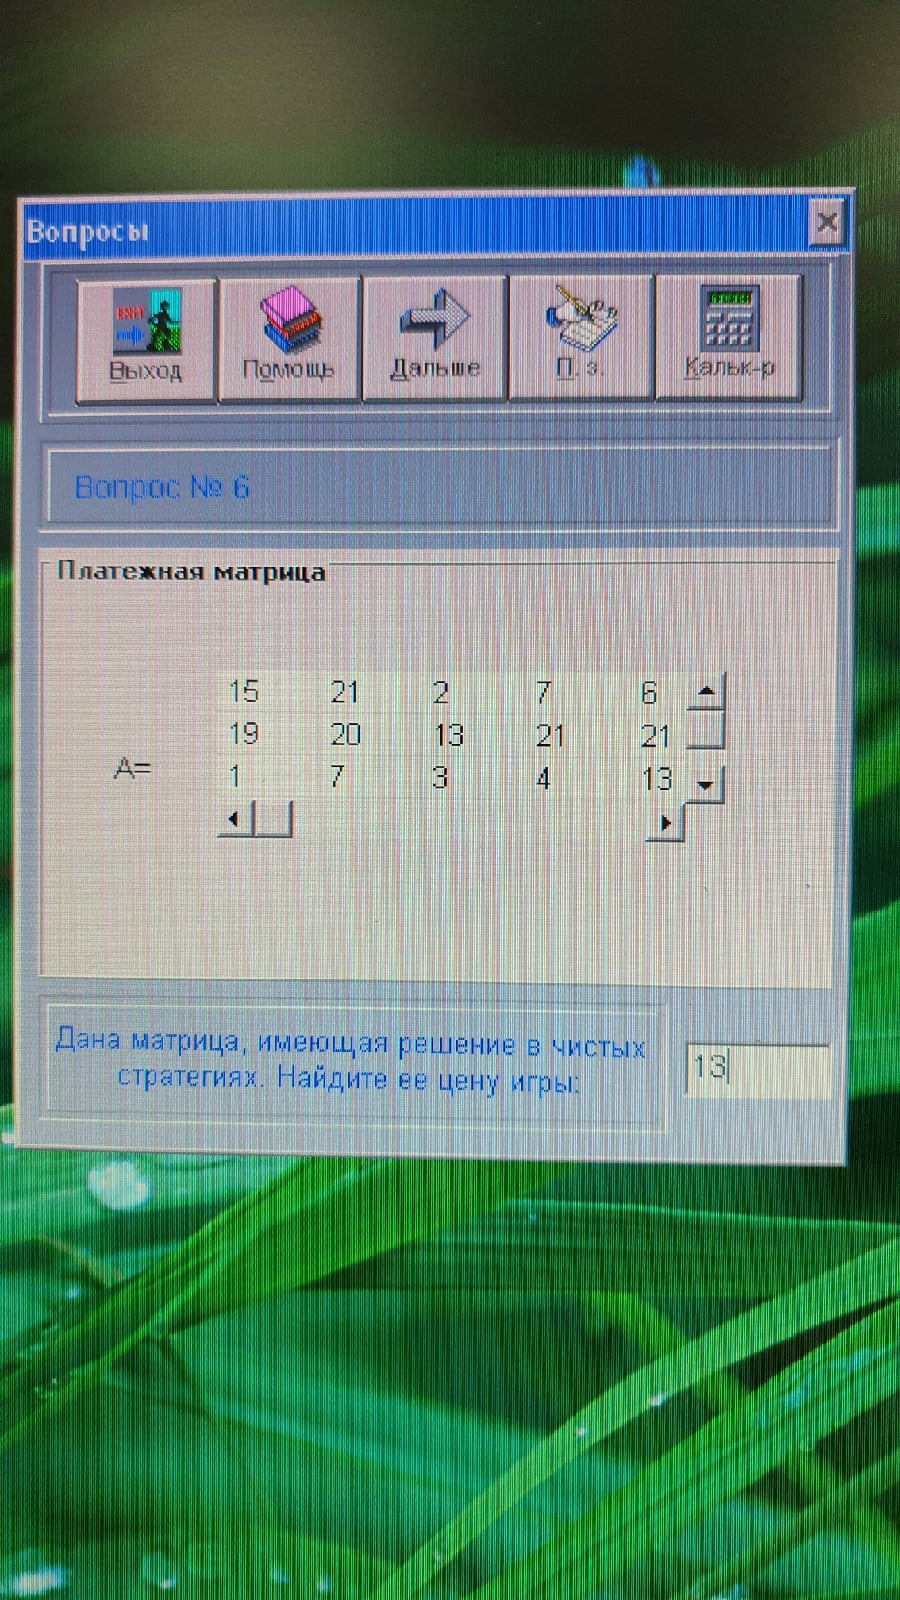 Вопросы
Выход Помощь Дальше П. з. Кальк-р
Вопрос № 6
Платежная матрица
15 21 2 7 6
19 20 13 21 21
A=
1 7 3 4 13
Дана матрица, имеющая решение в чистых
стратегиях. Найдите ее цену игры:
13